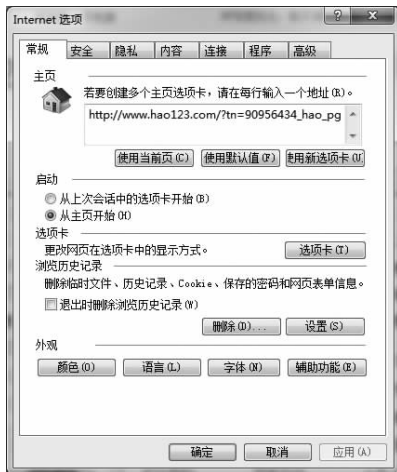 Internet 选项
常规 安全 隐私 内容 连接 程序 高级
主页
若要创建多个主页选项卡，请在每行输入一个地址(R)。
http://www.hao123.com/?tn=90956434_hao_pg
使用当前页(C) 使用默认值(F) 使用新选项卡(U)
启动
从上次会话中的选项卡开始(B)
从主页开始(H)
选项卡
更改网页在选项卡中的显示方式。 选项卡(T)
浏览历史记录
删除临时文件、历史记录、Cookie、保存的密码和网页表单信息。
退出时删除浏览历史记录(W)
删除(D)... 设置(S)
外观
颜色(O) 语言(L) 字体(N) 辅助功能(E)
确定 取消 应用(A)